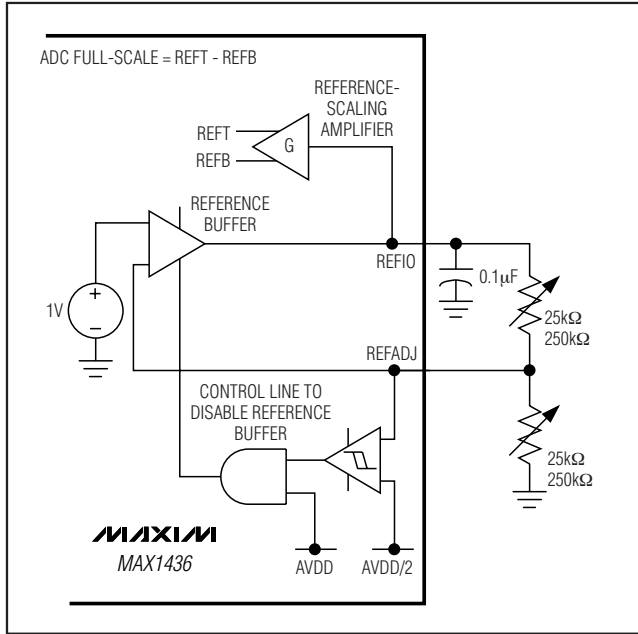 ADC FULL-SCALE = REFT - REFB
REFERENCE-
SCALING
AMPLIFIER
REFT
REFB
G
REFERENCE
BUFFER
REFIO
0.1μF
1V
+
−
25kΩ
250kΩ
REFADJ
CONTROL LINE TO
DISABLE REFERENCE
BUFFER
25kΩ
250kΩ
MAXIM
MAX1436
AVDD
AVDD/2